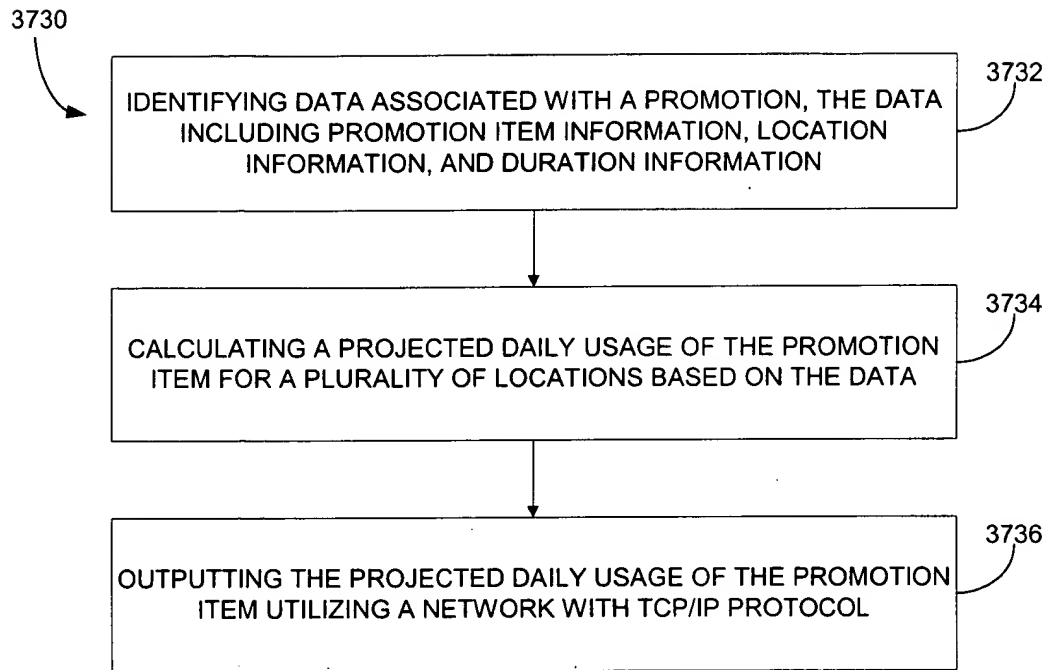 3730
3732
IDENTIFYING DATA ASSOCIATED WITH A PROMOTION, THE DATA
INCLUDING PROMOTION ITEM INFORMATION, LOCATION
INFORMATION, AND DURATION INFORMATION
3734
CALCULATING A PROJECTED DAILY USAGE OF THE PROMOTION
ITEM FOR A PLURALITY OF LOCATIONS BASED ON THE DATA
3736
OUTPUTTING THE PROJECTED DAILY USAGE OF THE PROMOTION
ITEM UTILIZING A NETWORK WITH TCP/IP PROTOCOL